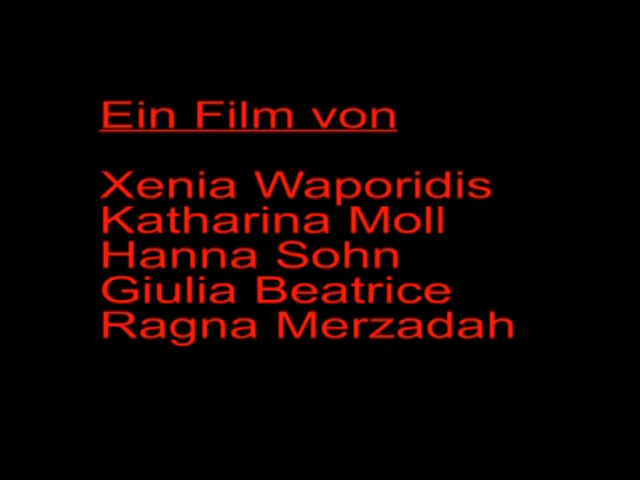 Ein Film von
Xenia Waporidis
Katharina Moll
Hanna Sohn
Giulia Beatrice
Ragna Merzadah